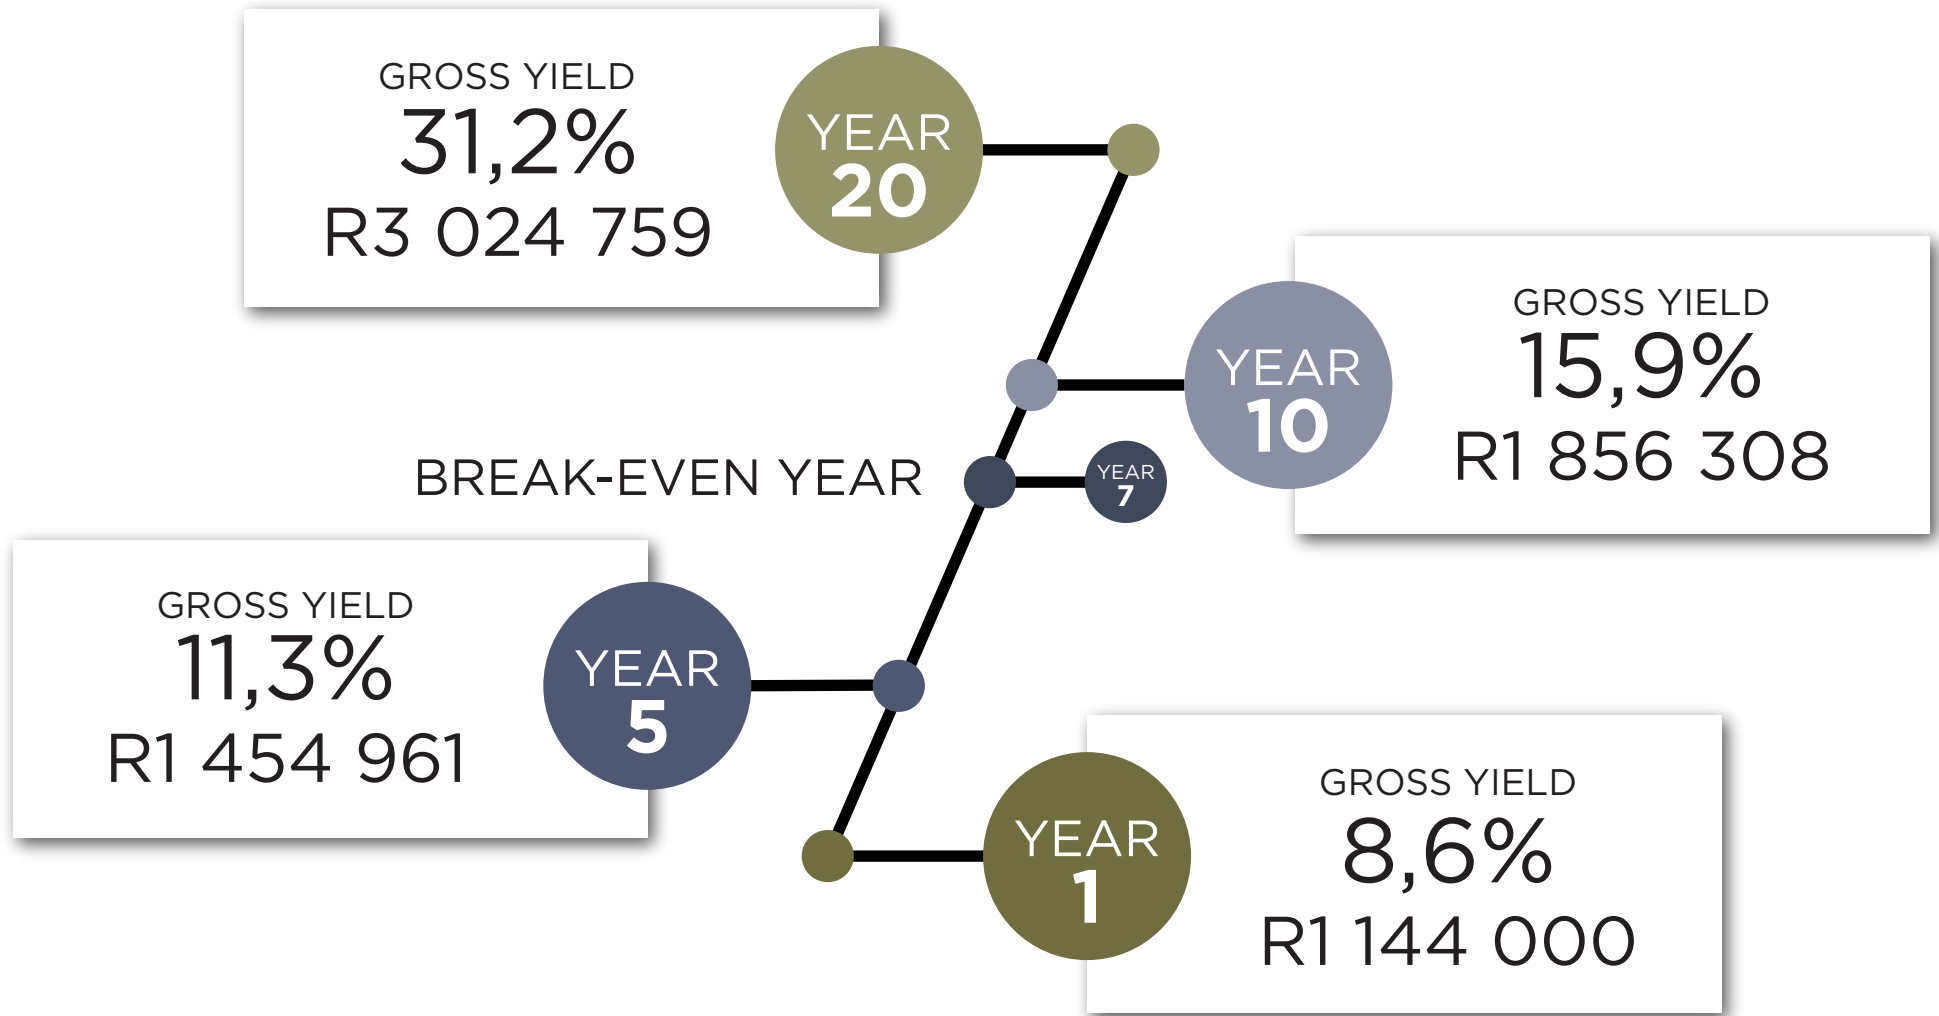 GROSS YIELD
31,2%
R3 024 759
YEAR
20
GROSS YIELD
15,9%
R1 856 308
YEAR
10
BREAK-EVEN YEAR
YEAR
7
GROSS YIELD
11,3%
R1 454 961
YEAR
5
YEAR
1
GROSS YIELD
8,6%
R1 144 000